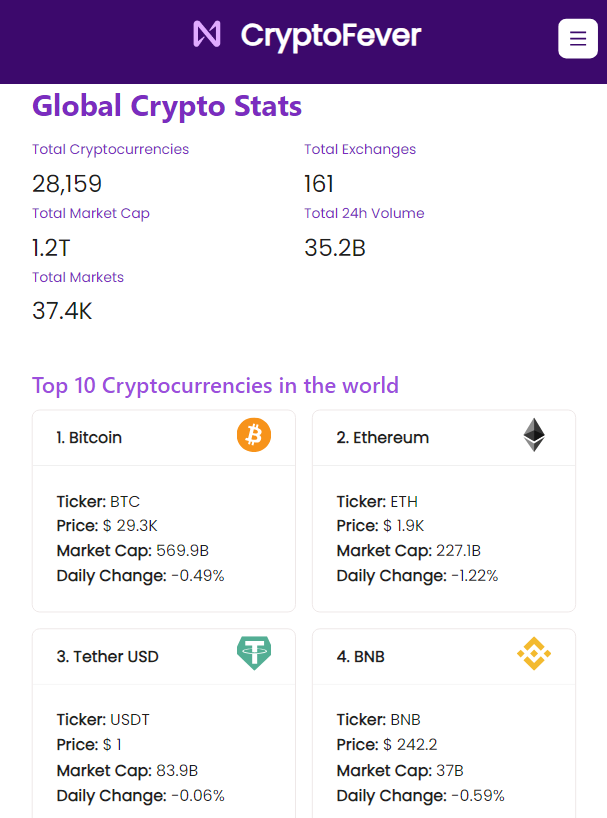 CryptoFever
Global Crypto Stats
Total Cryptocurrencies
28,159
Total Exchanges
161
Total Market Cap
1.2T
Total 24h Volume
35.2B
Total Markets
37.4K
Top 10 Cryptocurrencies in the world
1. Bitcoin
Ticker: BTC
Price: $ 29.3K
Market Cap: 569.9B
Daily Change: -0.49%
2. Ethereum
Ticker: ETH
Price: $ 1.9K
Market Cap: 227.1B
Daily Change: -1.22%
3. Tether USD
Ticker: USDT
Price: $ 1
Market Cap: 83.9B
Daily Change: -0.06%
4. BNB
Ticker: BNB
Price: $ 242.2
Market Cap: 37B
Daily Change: -0.59%